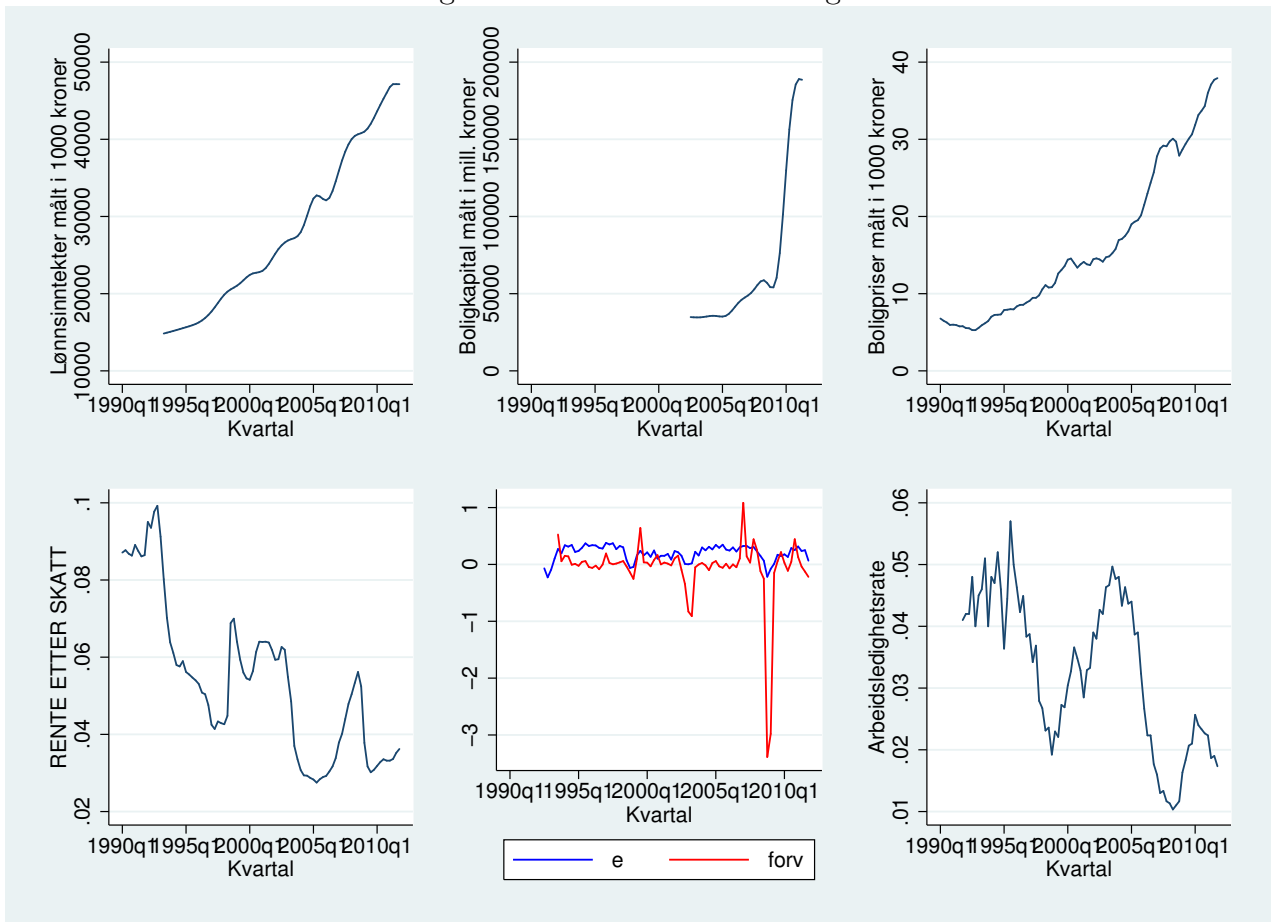 Lønnsinntekter målt i 1000 kroner
50000
40000
30000
20000
10000
1990q1 1995q1 2000q1 2005q1 2010q1
Kvartal
Boligkapital målt i mill. kroner
200000
150000
100000
50000
0
1990q1 1995q1 2000q1 2005q1 2010q1
Kvartal
Boligpriser målt i 1000 kroner
40
30
20
10
0
1990q1 1995q1 2000q1 2005q1 2010q1
Kvartal
RENTE ETTER SKATT
.1
.08
.06
.04
.02
1990q1 1995q1 2000q1 2005q1 2010q1
Kvartal
1
0
−1
−2
−3
1990q1 1995q1 2000q1 2005q1 2010q1
Kvartal
e forv
Arbeidsledighetsrate
.06
.05
.04
.03
.02
.01
1990q1 1995q1 2000q1 2005q1 2010q1
Kvartal